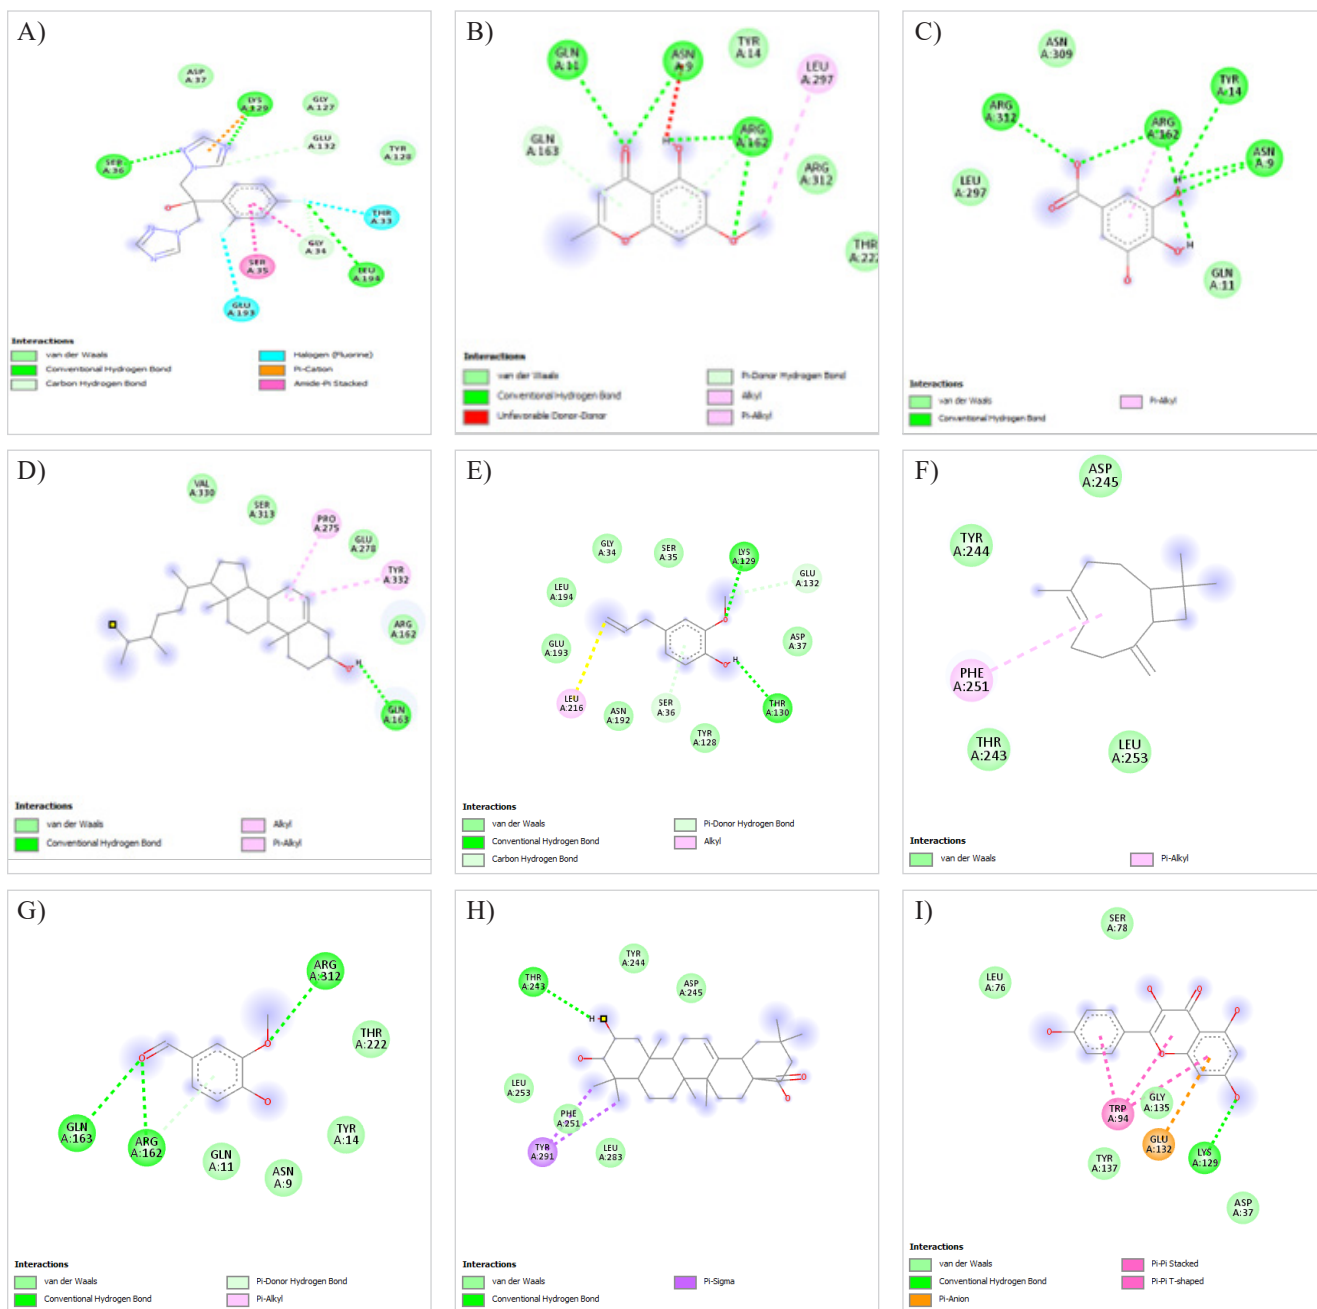 A)
ASP
A:37
LYS
A:129
GLY
A:127
GLU
A:132
TYR
A:128
SER
A:36
THR
A:33
GLY
A:34
SER
A:35
LEU
A:194
GLU
A:193
Interactions
van der Waals
Conventional Hydrogen Bond
Carbon Hydrogen Bond
Halogen (Fluorine)
Pi-Cation
Amide-Pi Stacked
B)
GLN
A:11
ASN
A:9
TYR
A:14
LEU
A:297
GLN
A:163
ARG
A:162
ARG
A:312
THR
A:222
H
O
O
O
O
Interactions
van der Waals
Conventional Hydrogen Bond
Unfavorable Donor-Donor
Pi-Donor Hydrogen Bond
Alkyl
Pi-Alkyl
C)
ASN
A:309
TYR
A:14
ARG
A:312
ARG
A:162
ASN
A:9
LEU
A:297
GLN
A:11
Interactions
van der Waals
Conventional Hydrogen Bond
Pi-Alkyl
D)
VAL
A:330
SER
A:313
PRO
A:275
GLU
A:278
TYR
A:332
ARG
A:162
GLN
A:163
Interactions
van der Waals
Conventional Hydrogen Bond
Alkyl
Pi-Alkyl
E)
GLY
A:34
SER
A:35
LYS
A:129
GLU
A:132
LEU
A:194
GLU
A:193
ASP
A:37
LEU
A:216
ASN
A:192
SER
A:36
THR
A:130
TYR
A:128
Interactions
van der Waals
Conventional Hydrogen Bond
Carbon Hydrogen Bond
Pi-Donor Hydrogen Bond
Alkyl
F)
ASP
A:245
TYR
A:244
PHE
A:251
THR
A:243
LEU
A:253
Interactions
van der Waals
Pi-Alkyl
G)
ARG
A:312
THR
A:222
GLN
A:163
ARG
A:162
GLN
A:11
ASN
A:9
TYR
A:14
Interactions
van der Waals
Conventional Hydrogen Bond
Pi-Donor Hydrogen Bond
Pi-Alkyl
H)
TYR
A:244
THR
A:243
ASP
A:245
LEU
A:253
PHE
A:251
TYR
A:291
LEU
A:283
Interactions
van der Waals
Conventional Hydrogen Bond
Pi-Sigma
I)
SER
A:78
LEU
A:76
TRP
A:94
GLY
A:135
GLU
A:132
TYR
A:137
LYS
A:129
ASP
A:37
Interactions
van der Waals
Conventional Hydrogen Bond
Pi-Anion
Pi-Pi Stacked
Pi-Pi T-shaped